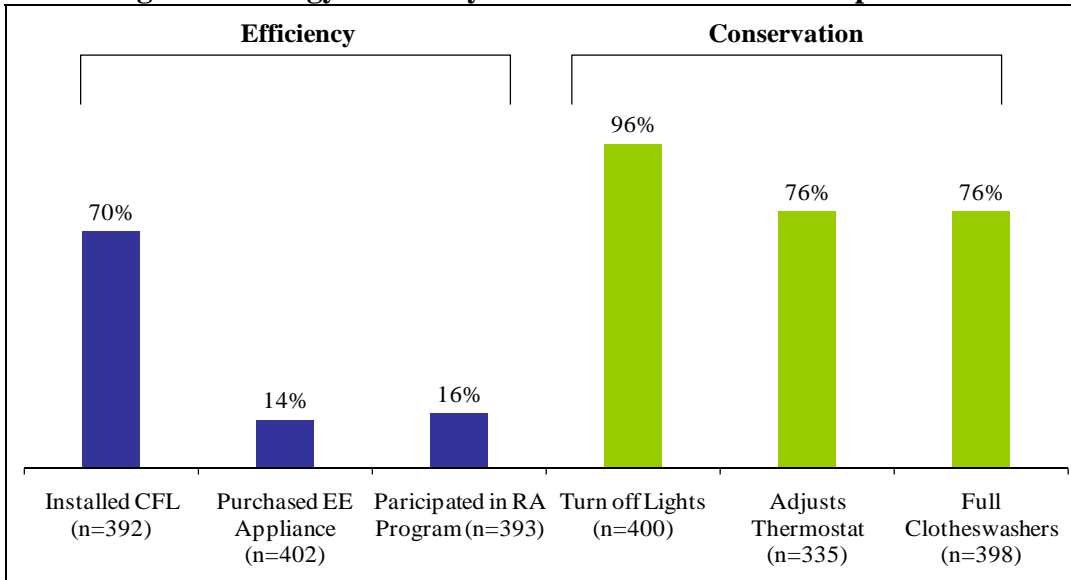 Efficiency
Conservation
96%
76%
76%
70%
16%
14%
Installed CFL
(n=392)
Purchased EE
Appliance
(n=402)
Paricipated in RA
Program (n=393)
Turn off Lights
(n=400)
Adjusts
Thermostat
(n=335)
Full
Clotheswashers
(n=398)